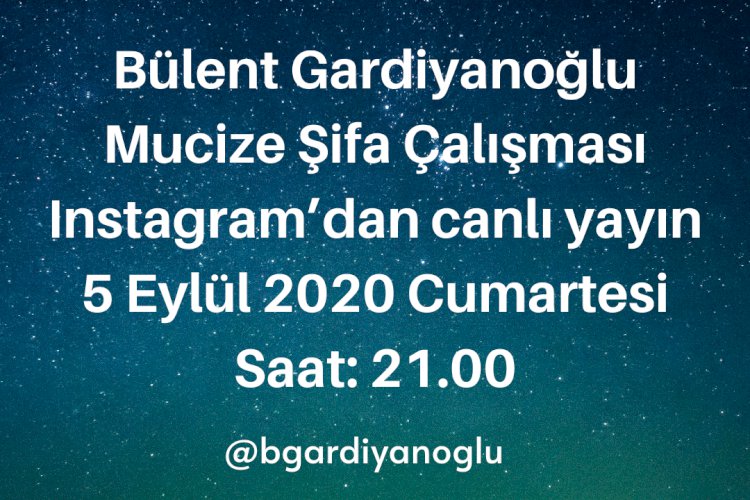 Bülent Gardiyanoğlu
Mucize Şifa Çalışması
Instagram’dan canlı yayın
5 Eylül 2020 Cumartesi
Saat: 21.00
@bgardiyanoglu